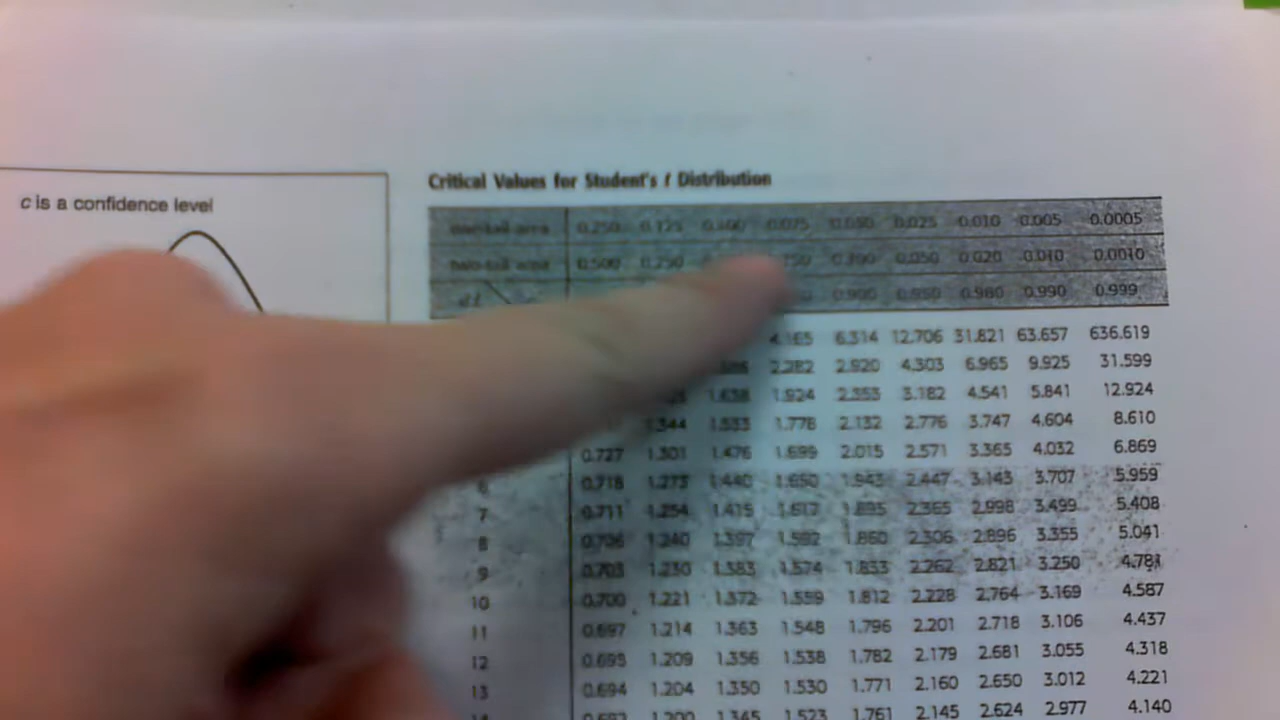 c is a confidence level
Critical Values for Student's t Distribution
one-tail area 0.250 0.125 0.100 0.075 0.050 0.025 0.010 0.005 0.0005
two-tail area 0.500 0.250 0.100 0.050 0.020 0.010 0.0010
d.f. 0.900 0.950 0.980 0.990 0.999
4.165 6.314 12.706 31.821 63.657 636.619
2.282 2.920 4.303 6.965 9.925 31.599
1.638 1.924 2.353 3.182 4.541 5.841 12.924
1.344 1.533 1.778 2.132 2.776 3.747 4.604 8.610
0.727 1.301 1.476 1.699 2.015 2.571 3.365 4.032 6.869
6 0.718 1.273 1.440 1.650 1.943 2.447 3.143 3.707 5.959
7 0.711 1.254 1.415 1.617 1.895 2.365 2.998 3.499 5.408
8 0.706 1.240 1.397 1.592 1.860 2.306 2.896 3.355 5.041
9 0.703 1.230 1.383 1.574 1.833 2.262 2.821 3.250 4.781
10 0.700 1.221 1.372 1.559 1.812 2.228 2.764 3.169 4.587
11 0.697 1.214 1.363 1.548 1.796 2.201 2.718 3.106 4.437
12 0.695 1.209 1.356 1.538 1.782 2.179 2.681 3.055 4.318
13 0.694 1.204 1.350 1.530 1.771 2.160 2.650 3.012 4.221
14 0.692 1.200 1.345 1.523 1.761 2.145 2.624 2.977 4.140